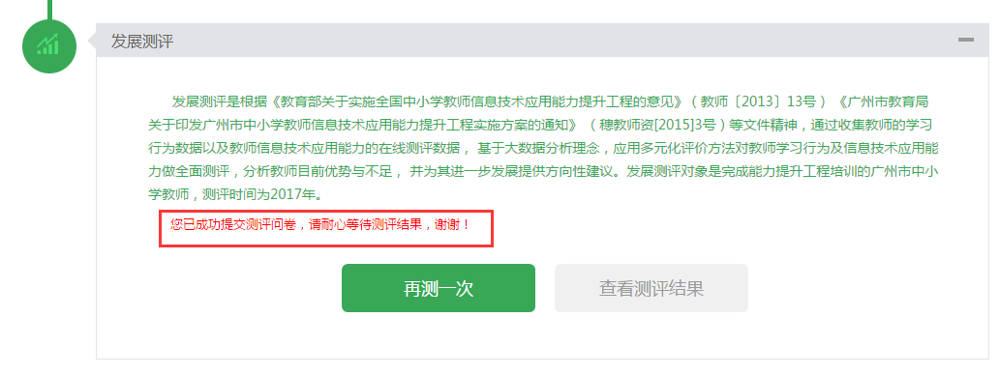 发展测评
发展测评是根据《教育部关于实施全国中小学教师信息技术应用能力提升工程的意见》（教师〔2013〕13号）《广州市教育局
关于印发广州市中小学教师信息技术应用能力提升工程实施方案的通知》（穗教师资[2015]3号）等文件精神，通过收集教师的学习
行为数据以及教师信息技术应用能力的在线测评数据，基于大数据分析理念，应用多元化评价方法对教师学习行为及信息技术应用能
力做全面测评，分析教师目前优势与不足，并为其进一步发展提供方向性建议。发展测评对象是完成能力提升工程培训的广州市中小
学教师，测评时间为2017年。
您已成功提交测评问卷，请耐心等待测评结果，谢谢！
再测一次
查看测评结果